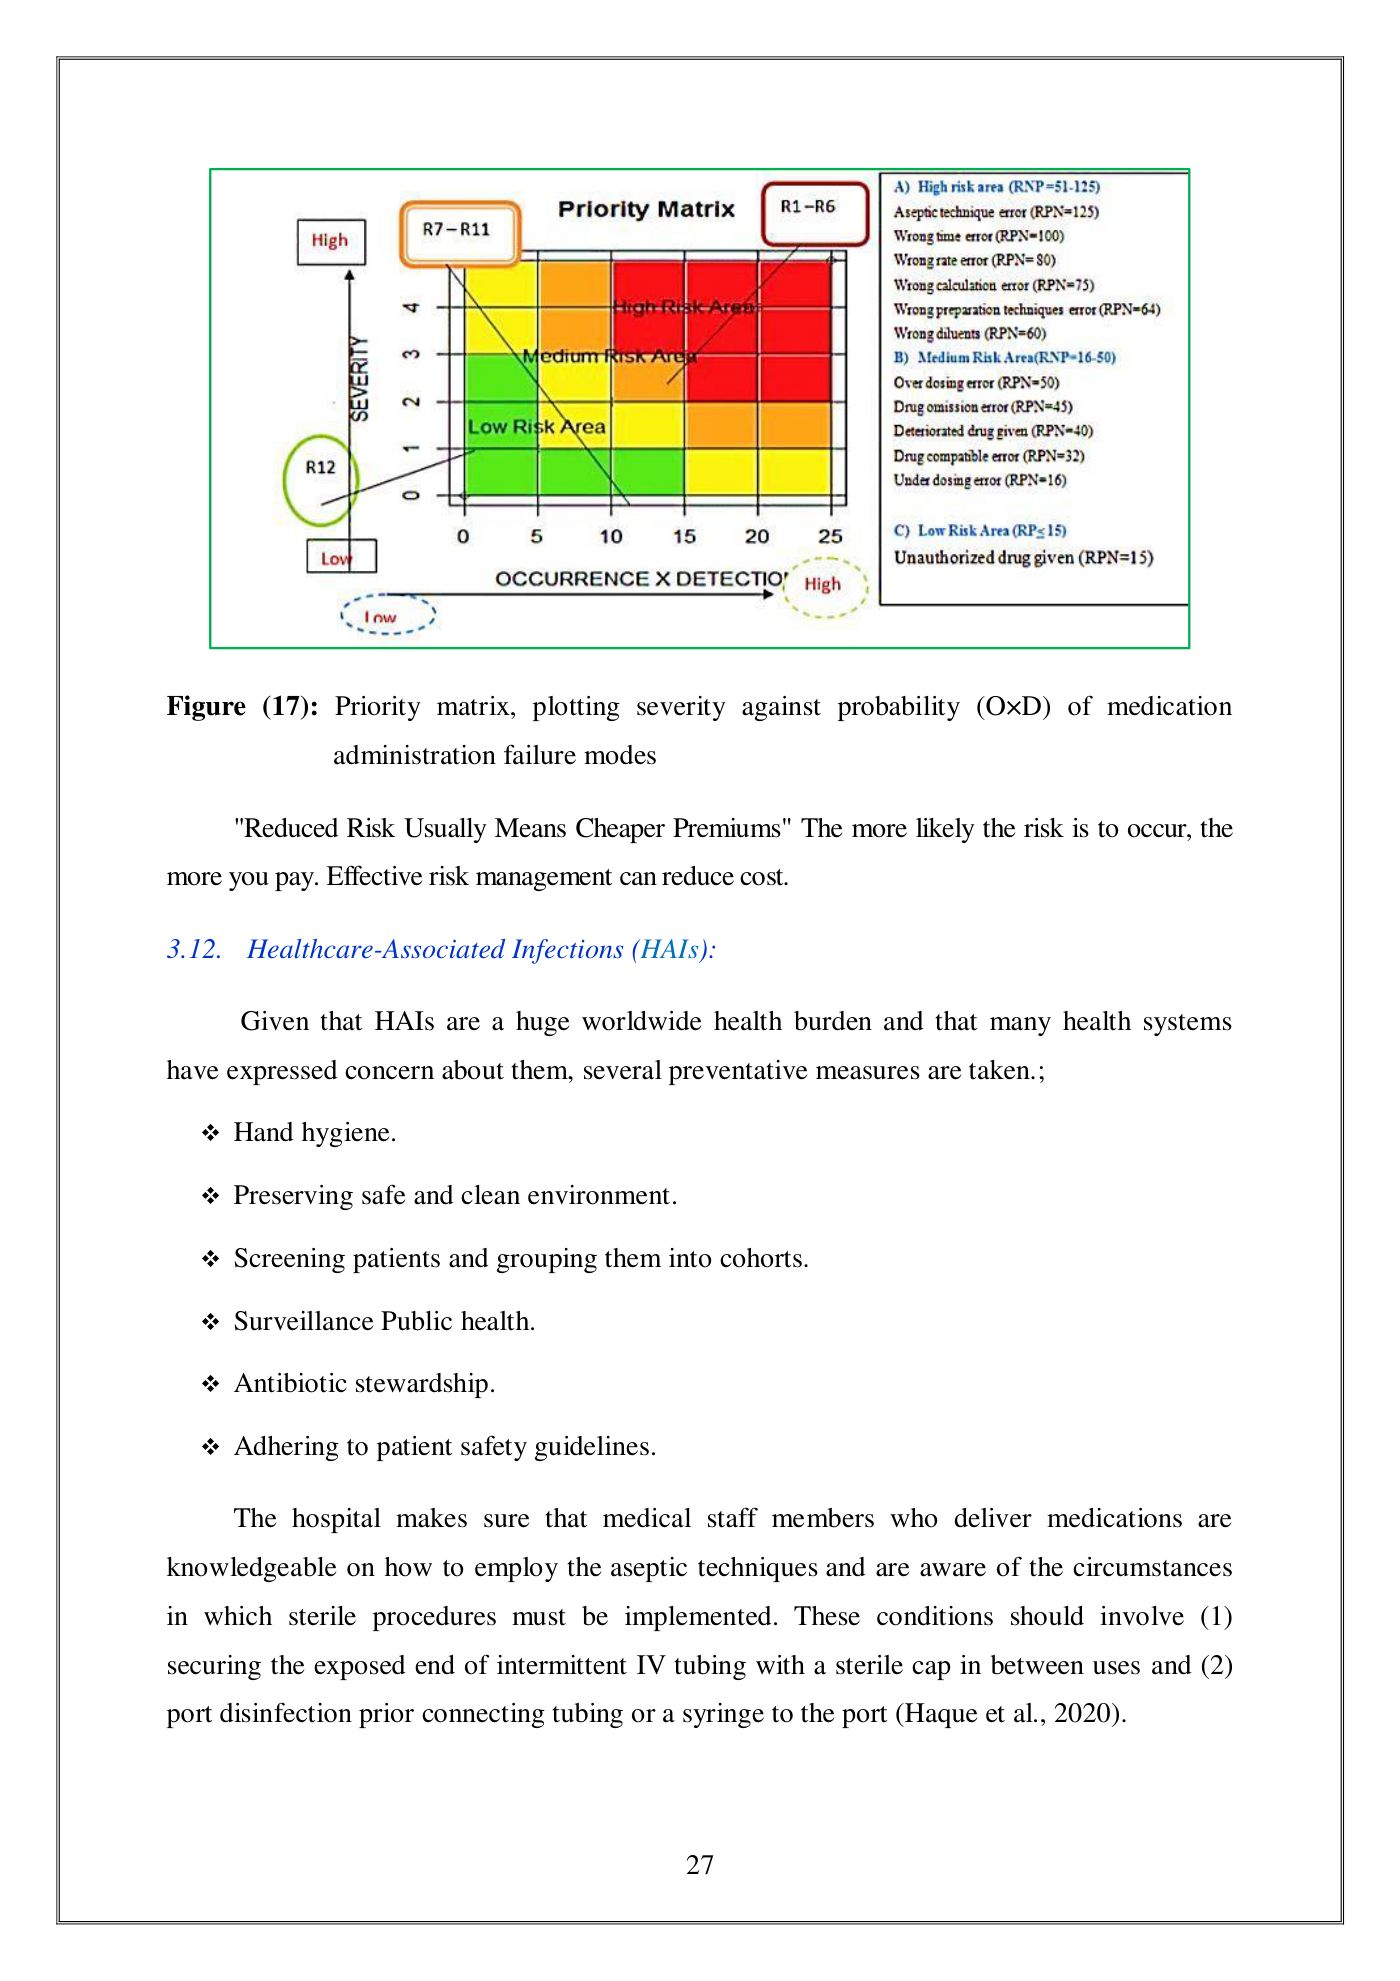 Priority Matrix
R1-R6
R7-R11
High
High Risk Area
Medium Risk Area
Low Risk Area
SEVERITY
4
3
2
1
0
R12
Low
0 5 10 15 20 25
OCCURRENCE X DETECTIO
High
Low
A) High risk area (RNP=51-125)
Aseptic technique error (RPN=125)
Wrong time error (RPN=100)
Wrong rate error (RPN= 80)
Wrong calculation error (RPN=75)
Wrong preparation techniques error (RPN=64)
Wrong diluents (RPN=60)
B) Medium Risk Area(RNP=16-50)
Over dosing error (RPN=50)
Drug omission error (RPN=45)
Deteriorated drug given (RPN=40)
Drug compatible error (RPN=32)
Under dosing error (RPN=16)
C) Low Risk Area (RP≤15)
Unauthorized drug given (RPN=15)
Figure (17): Priority matrix, plotting severity against probability (O×D) of medication
administration failure modes
"Reduced Risk Usually Means Cheaper Premiums" The more likely the risk is to occur, the
more you pay. Effective risk management can reduce cost.
3.12. Healthcare-Associated Infections (HAIs):
Given that HAIs are a huge worldwide health burden and that many health systems
have expressed concern about them, several preventative measures are taken.;
❖ Hand hygiene.
❖ Preserving safe and clean environment.
❖ Screening patients and grouping them into cohorts.
❖ Surveillance Public health.
❖ Antibiotic stewardship.
❖ Adhering to patient safety guidelines.
The hospital makes sure that medical staff members who deliver medications are
knowledgeable on how to employ the aseptic techniques and are aware of the circumstances
in which sterile procedures must be implemented. These conditions should involve (1)
securing the exposed end of intermittent IV tubing with a sterile cap in between uses and (2)
port disinfection prior connecting tubing or a syringe to the port (Haque et al., 2020).
27